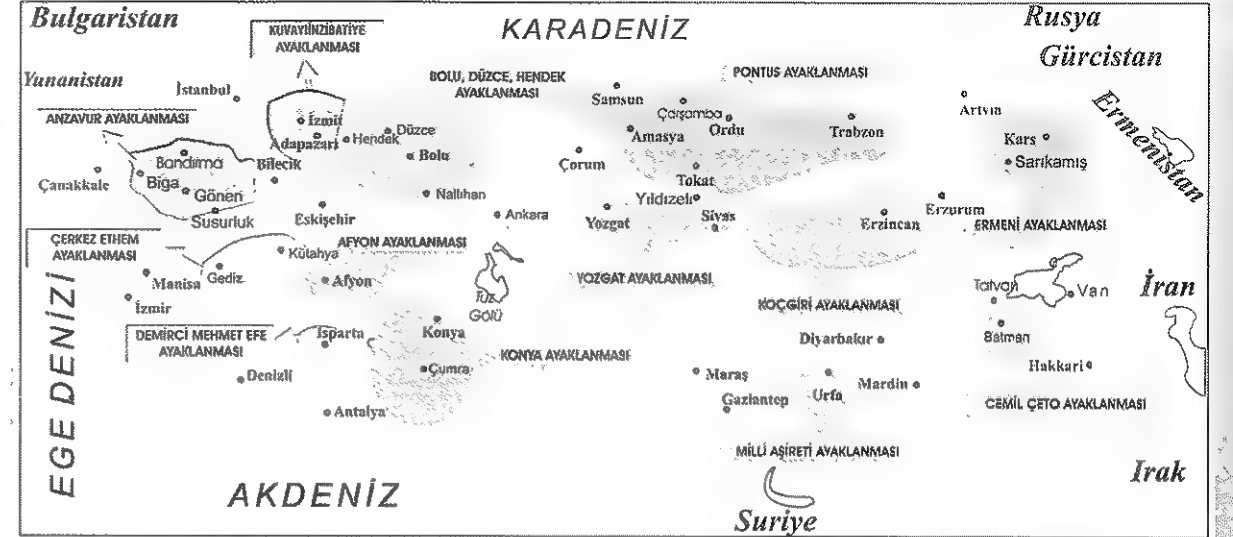 Bulgaristan
KARADENİZ
Rusya
Gürcistan
KUVAYIİNZİBATİYE
AYAKLANMASI
Yunanistan
İstanbul
BOLU, DÜZCE, HENDEK
AYAKLANMASI
PONTUS AYAKLANMASI
Ermenistan
ANZAVUR AYAKLANMASI
İzmit
Adapazarı
Hendek
Düzce
Bolu
Samsun
Çarşamba
Ordu
Amasya
Trabzon
Artvin
Kars
Sarıkamış
Çanakkale
Bandırma
Biga
Gönen
Susurluk
Bilecik
Nallıhan
Çorum
Tokat
Yıldızeli
Eskişehir
Ankara
Yozgat
Sivas
Erzincan
Erzurum
ERMENİ AYAKLANMASI
ÇERKEZ ETHEM
AYAKLANMASI
Kütahya
AFYON AYAKLANMASI
Manisa
Gediz
Afyon
Tuz
Gölü
YOZGAT AYAKLANMASI
KOÇGİRİ AYAKLANMASI
Tatvan
Van
İran
İzmir
EGE DENİZİ
DEMİRCİ MEHMET EFE
AYAKLANMASI
Isparta
Konya
Diyarbakır
Batman
Denizli
Çumra
KONYA AYAKLANMASI
Maraş
Urfa
Mardin
Hakkari
Antalya
Gaziantep
CEMİL ÇETO AYAKLANMASI
MİLLİ AŞİRETİ AYAKLANMASI
AKDENİZ
Suriye
Irak